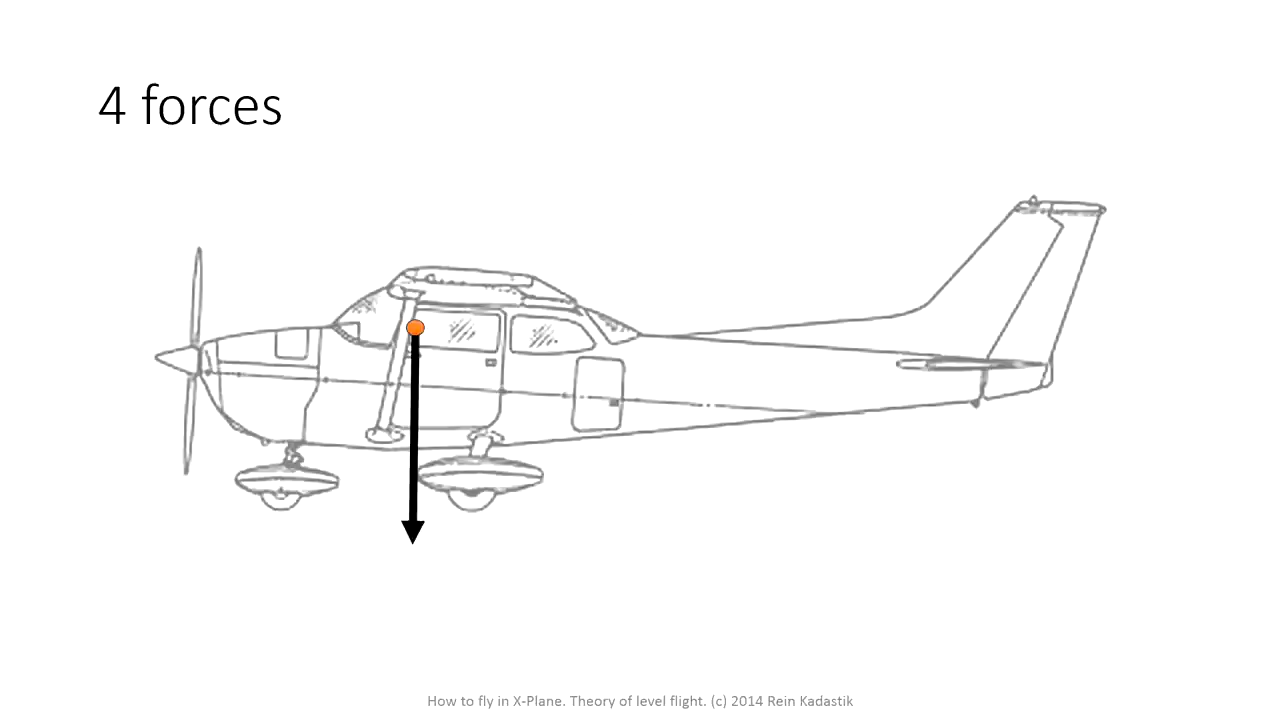 4 forces
How to fly in X-Plane. Theory of level flight. (c) 2014 Rein Kadastik